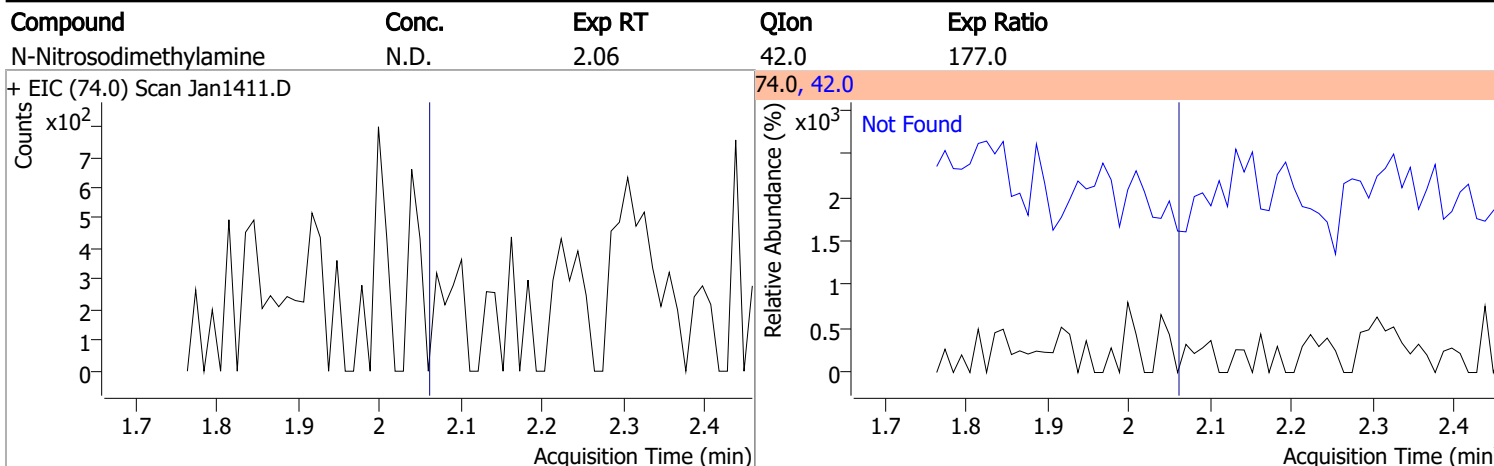 Compound Conc. Exp RT QIon Exp Ratio
N-Nitrosodimethylamine N.D. 2.06 42.0 177.0
+ EIC (74.0) Scan Jan1411.D
Counts
x10²
7
6
5
4
3
2
1
0
1.7 1.8 1.9 2 2.1 2.2 2.3 2.4
Acquisition Time (min)
74.0, 42.0
Relative Abundance (%)
x10³
Not Found
2
1.5
1
0.5
0
1.7 1.8 1.9 2 2.1 2.2 2.3 2.4
Acquisition Time (min